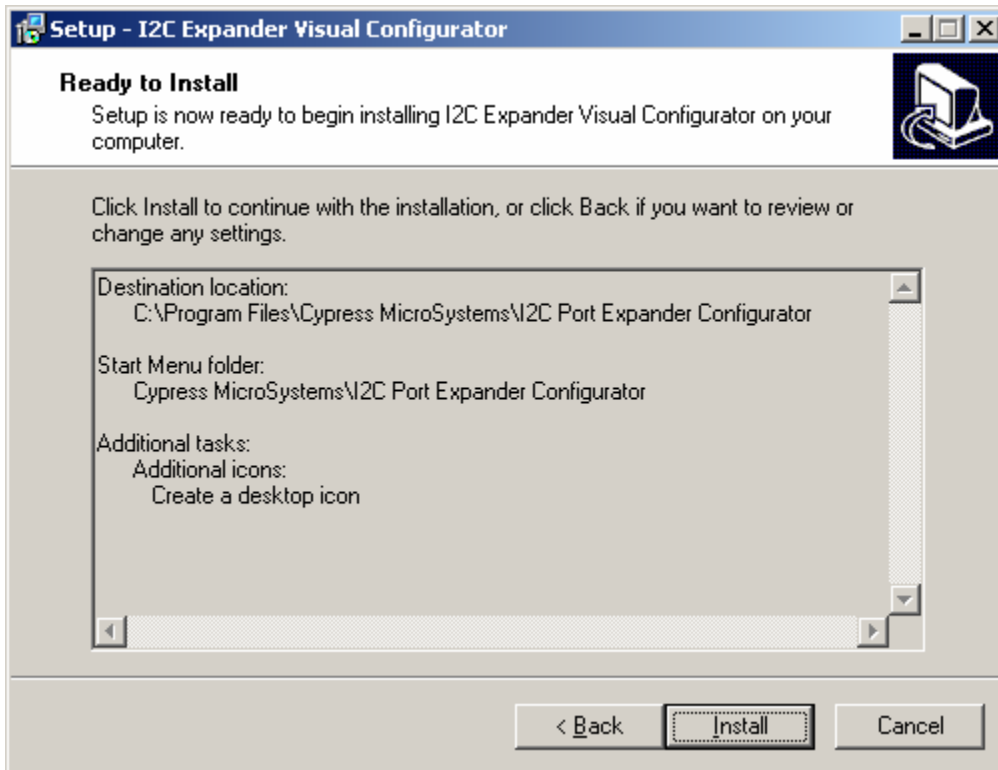 Setup - I2C Expander Visual Configurator
Ready to Install
Setup is now ready to begin installing I2C Expander Visual Configurator on your
computer.
Click Install to continue with the installation, or click Back if you want to review or
change any settings.
Destination location:
C:\Program Files\Cypress MicroSystems\I2C Port Expander Configurator
Start Menu folder:
Cypress MicroSystems\I2C Port Expander Configurator
Additional tasks:
Additional icons:
Create a desktop icon
< Back Install Cancel